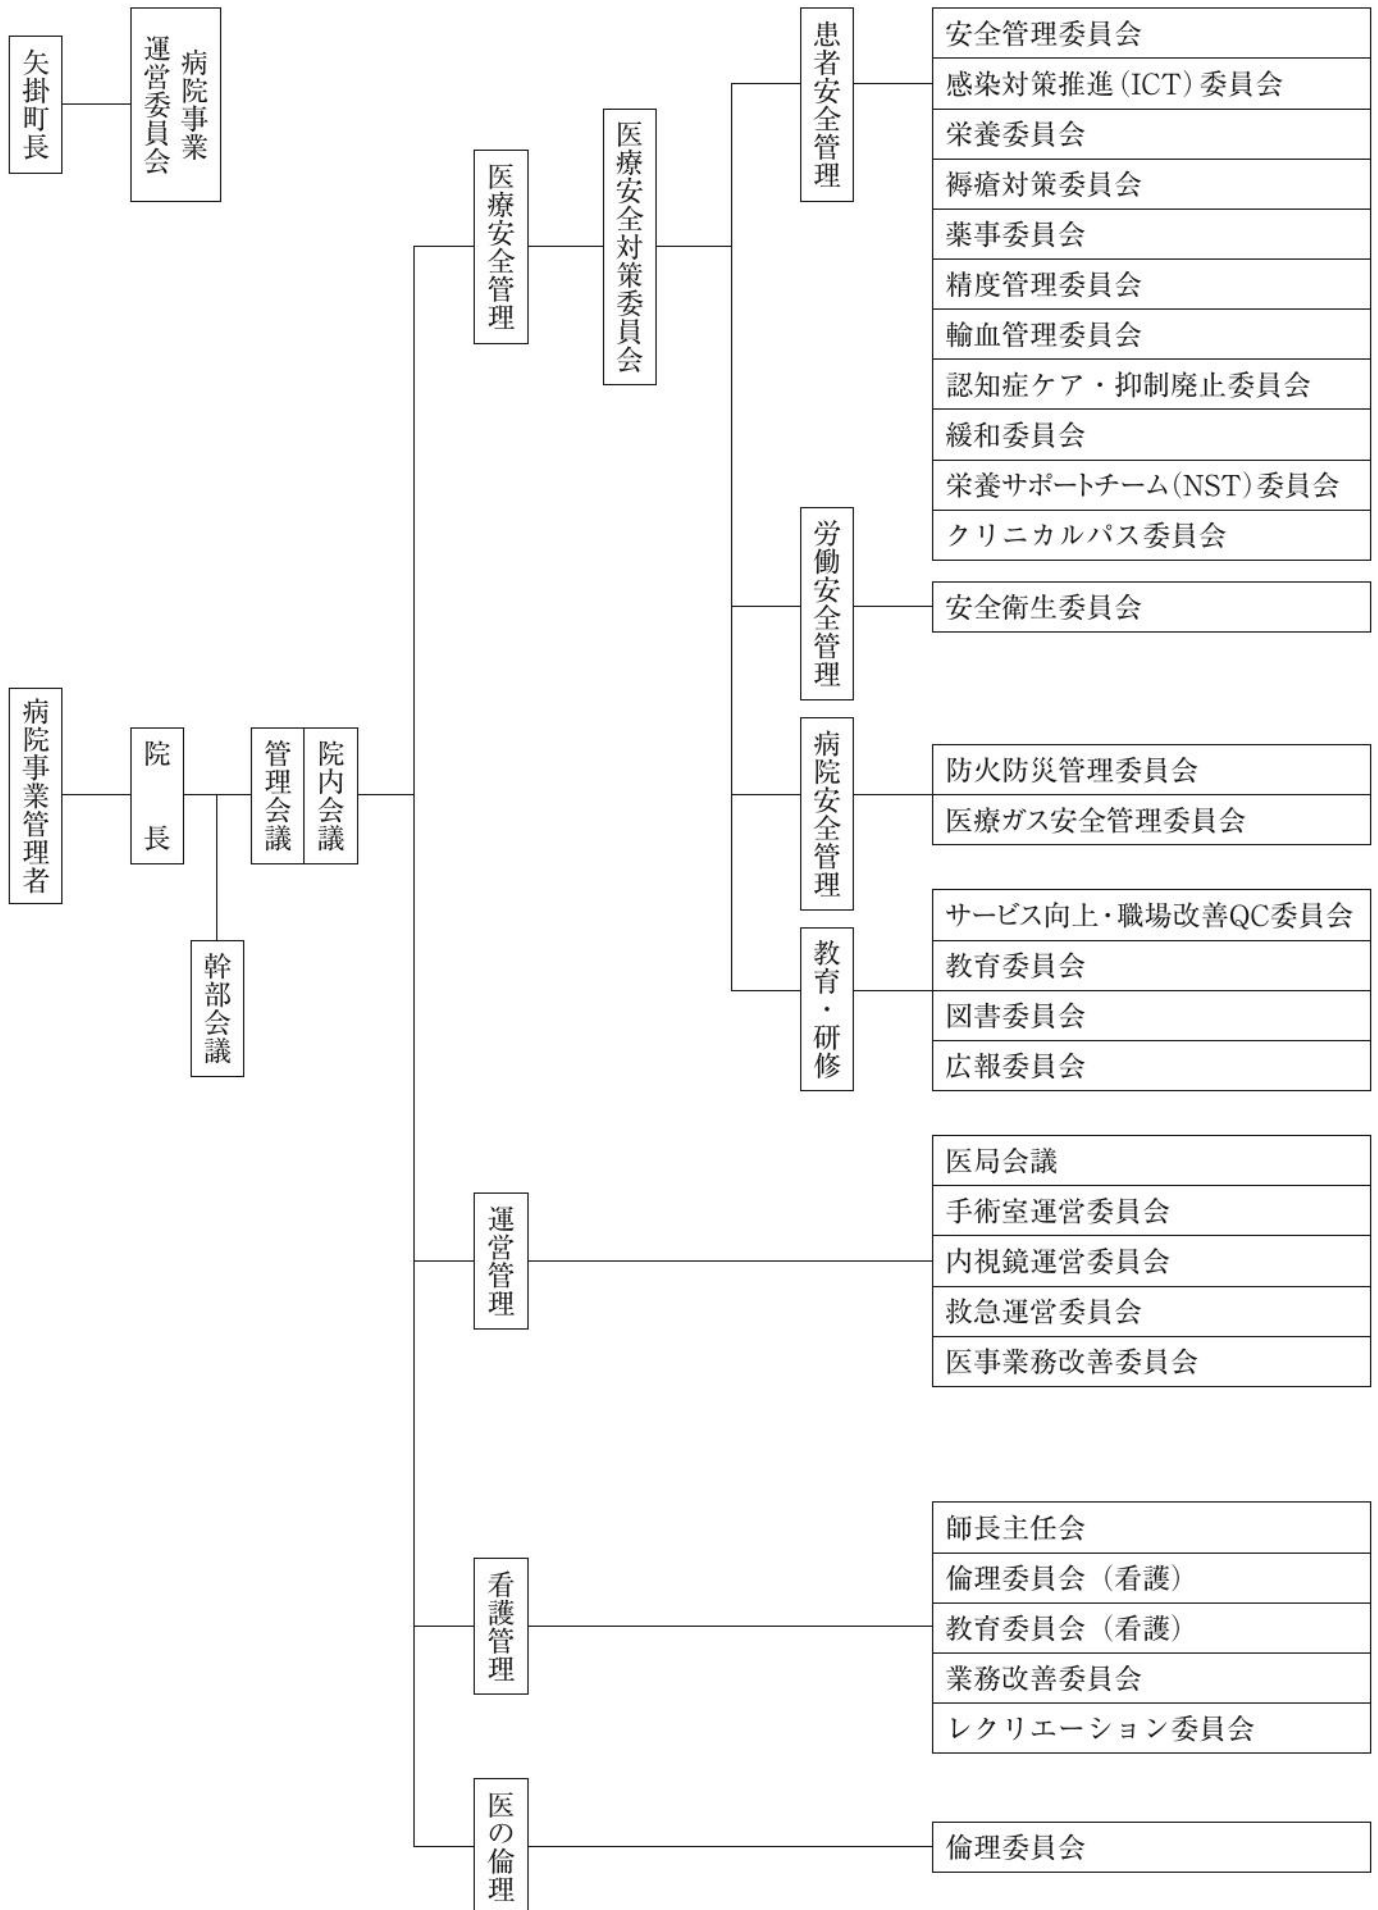 矢掛町長
病院事業
運営委員会
病院事業管理者
院長
幹部会議
管理会議
院内会議
医療安全管理
医療安全対策委員会
患者安全管理
安全管理委員会
感染対策推進(ICT)委員会
栄養委員会
褥瘡対策委員会
薬事委員会
精度管理委員会
輸血管理委員会
認知症ケア・抑制廃止委員会
緩和委員会
栄養サポートチーム(NST)委員会
クリニカルパス委員会
労働安全管理
安全衛生委員会
病院安全管理
防火防災管理委員会
医療ガス安全管理委員会
教育・研修
サービス向上・職場改善QC委員会
教育委員会
図書委員会
広報委員会
運営管理
医局会議
手術室運営委員会
内視鏡運営委員会
救急運営委員会
医事業務改善委員会
看護管理
師長主任会
倫理委員会（看護）
教育委員会（看護）
業務改善委員会
レクリエーション委員会
医の倫理
倫理委員会